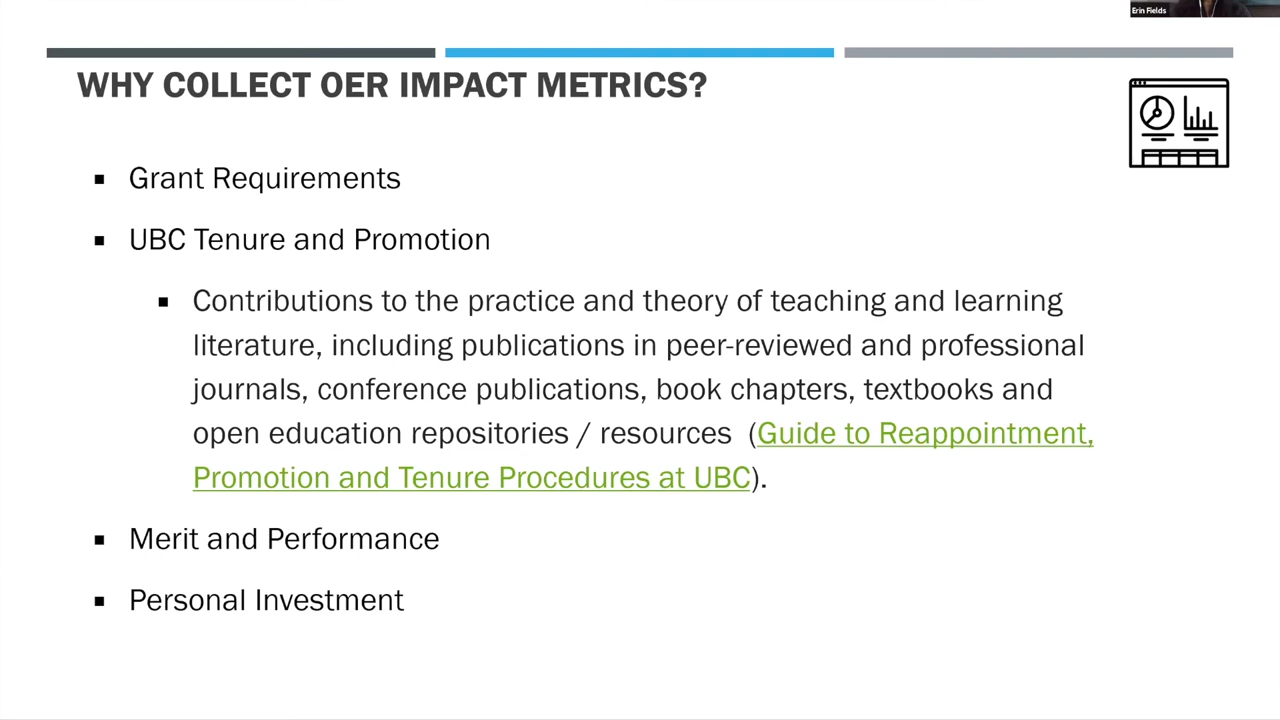 Erin Fields
WHY COLLECT OER IMPACT METRICS?
▪ Grant Requirements
▪ UBC Tenure and Promotion
▪ Contributions to the practice and theory of teaching and learning
literature, including publications in peer-reviewed and professional
journals, conference publications, book chapters, textbooks and
open education repositories / resources (Guide to Reappointment,
Promotion and Tenure Procedures at UBC).
▪ Merit and Performance
▪ Personal Investment